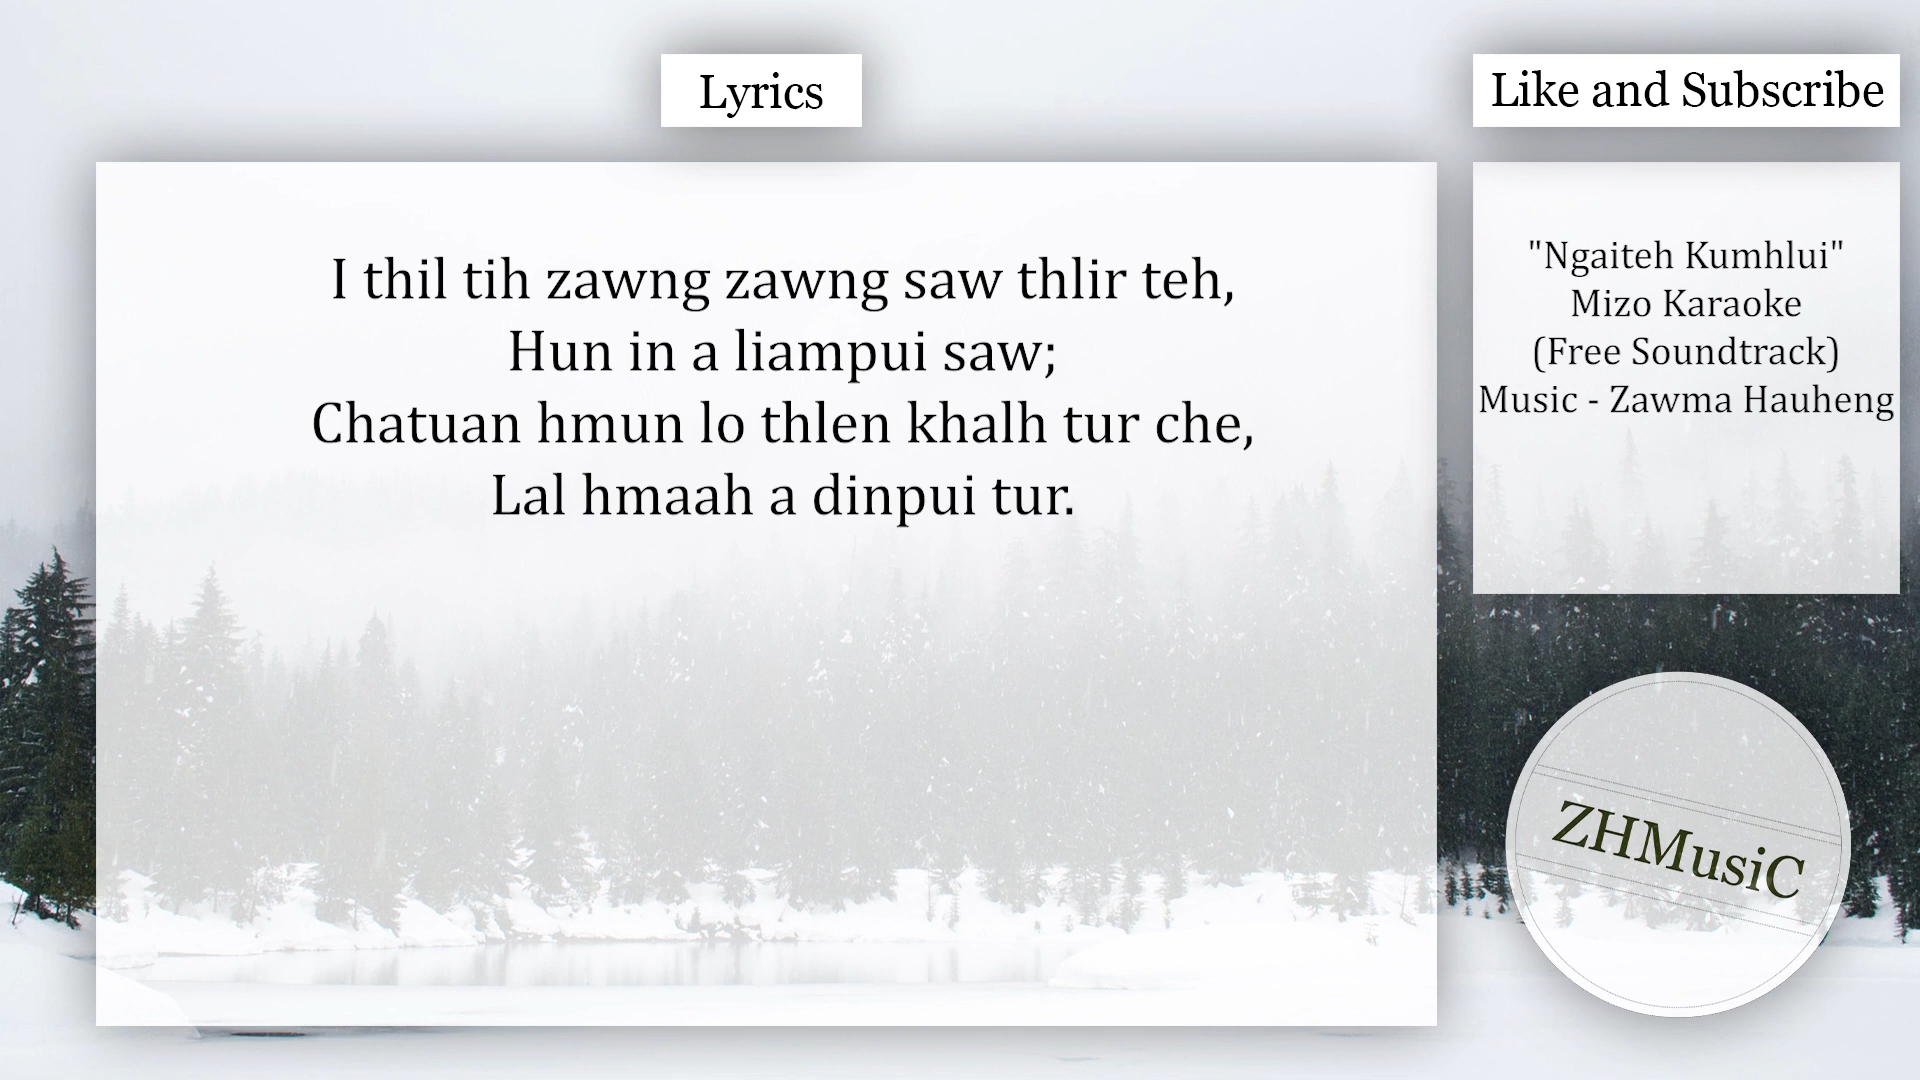 Lyrics
I thil tih zawng zawng saw thlir teh,
Hun in a liampui saw;
Chatuan hmun lo thlen khalh tur che,
Lal hmaah a dinpui tur.
Like and Subscribe
"Ngaiteh Kumhlui"
Mizo Karaoke
(Free Soundtrack)
Music - Zawma Hauheng
ZHMusiC